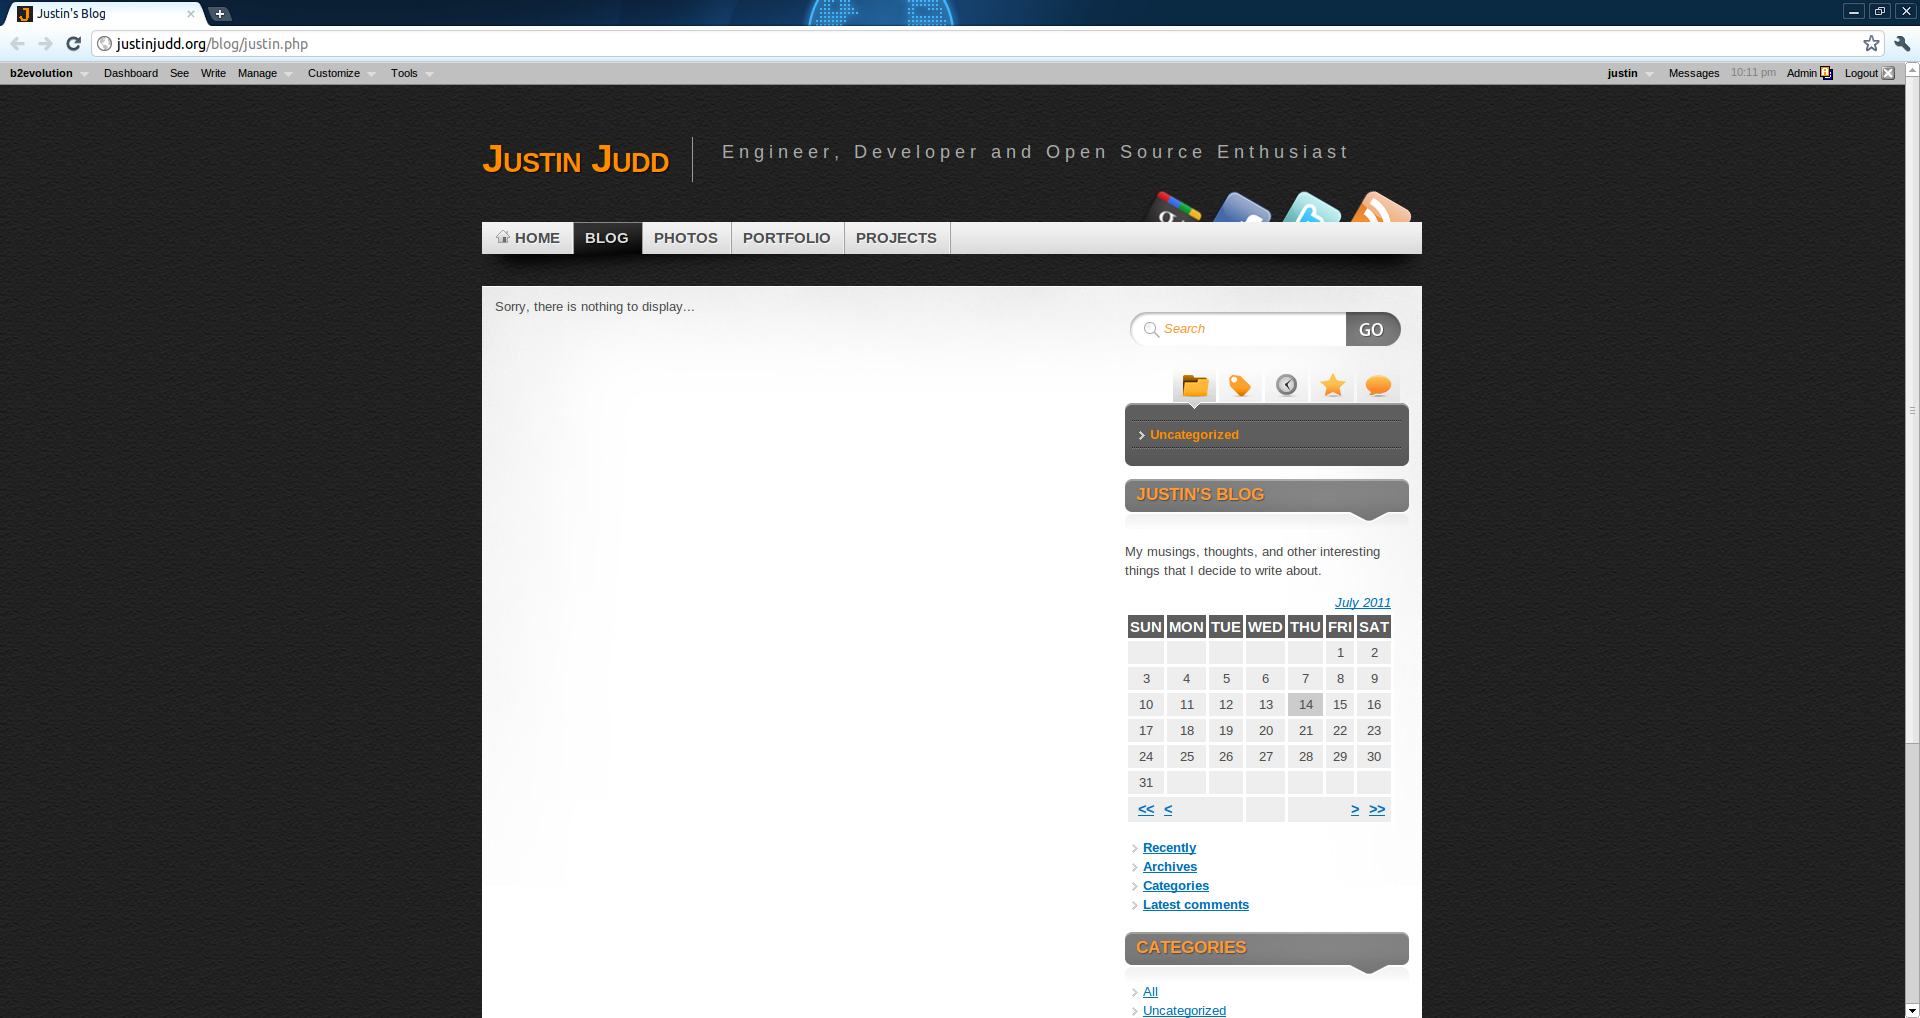 Justin's Blog
justinjudd.org/blog/justin.php
b2evolution Dashboard See Write Manage Customize Tools justin Messages 10:11 pm Admin Logout
Justin Judd Engineer, Developer and Open Source Enthusiast
HOME BLOG PHOTOS PORTFOLIO PROJECTS
Sorry, there is nothing to display...
Search GO
Uncategorized
JUSTIN'S BLOG
My musings, thoughts, and other interesting
things that I decide to write about.
July 2011
SUN MON TUE WED THU FRI SAT
1 2
3 4 5 6 7 8 9
10 11 12 13 14 15 16
17 18 19 20 21 22 23
24 25 26 27 28 29 30
31
<< < > >>
Recently
Archives
Categories
Latest comments
CATEGORIES
All
Uncategorized